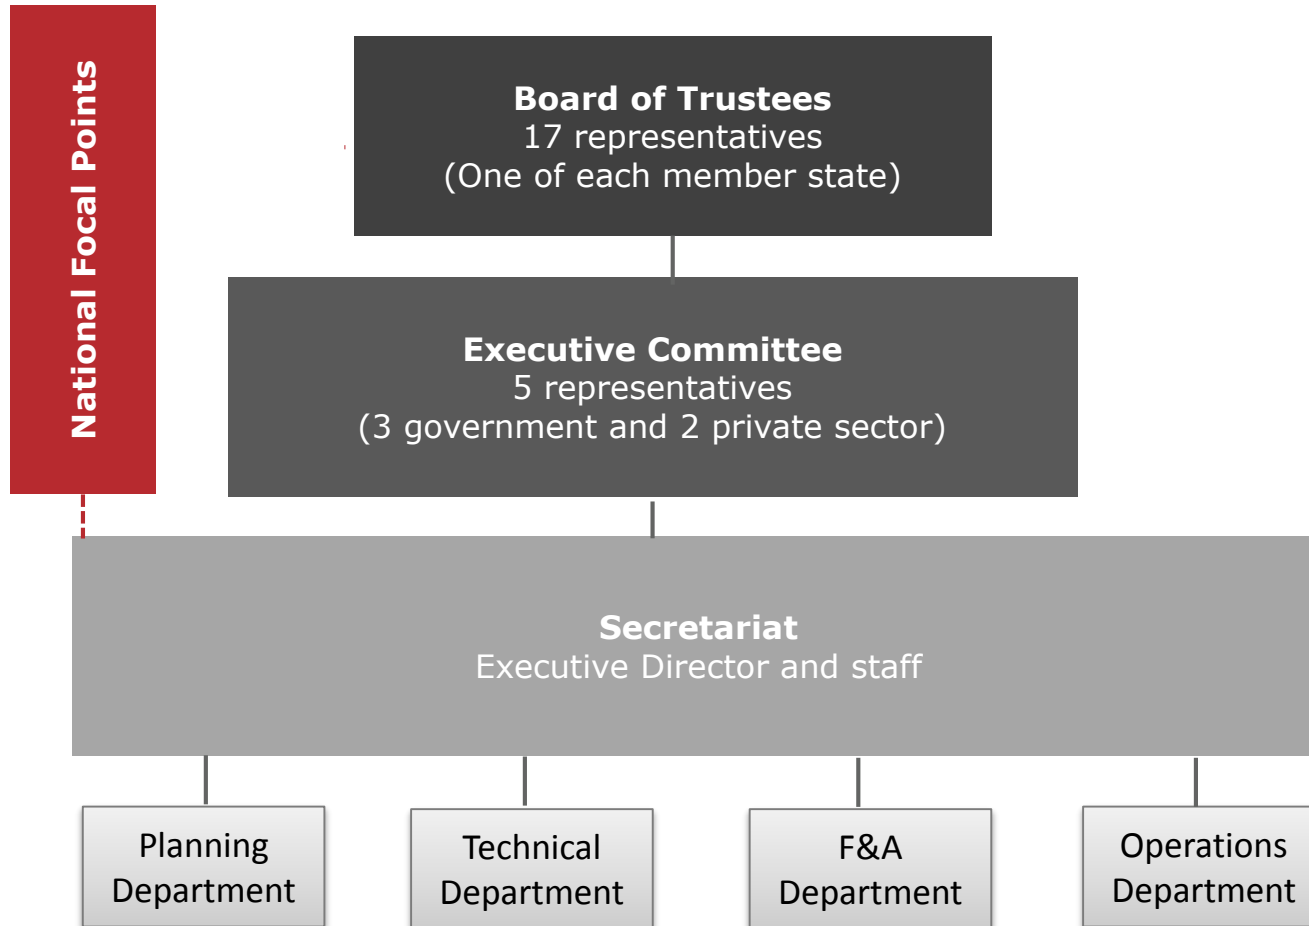 National Focal Points
Board of Trustees
17 representatives
(One of each member state)
Executive Committee
5 representatives
(3 government and 2 private sector)
Secretariat
Executive Director and staff
Planning
Department
Technical
Department
F&A
Department
Operations
Department